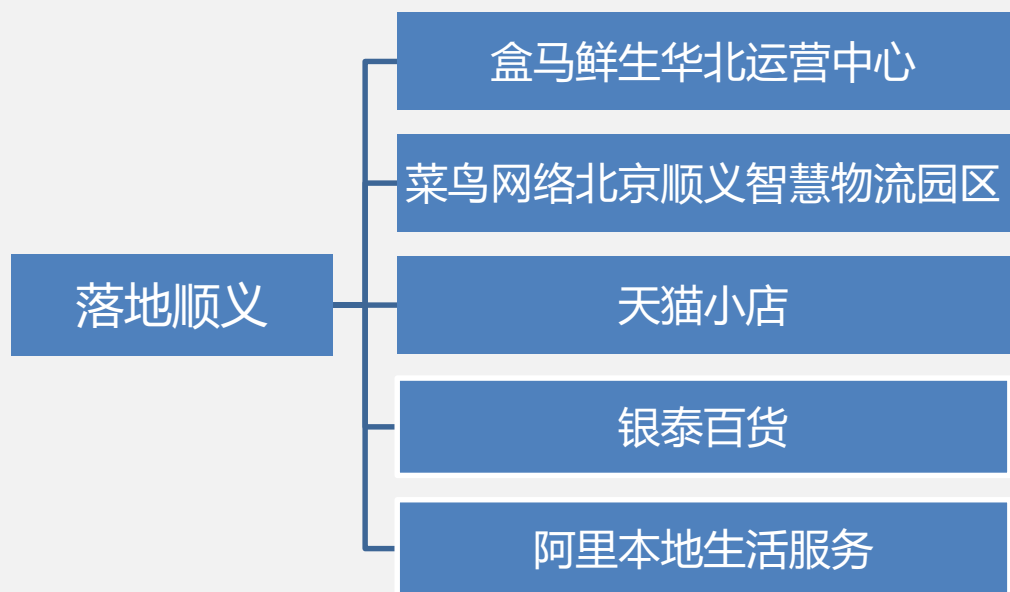 盒马鲜生华北运营中心
菜鸟网络北京顺义智慧物流园区
落地顺义
天猫小店
银泰百货
阿里本地生活服务